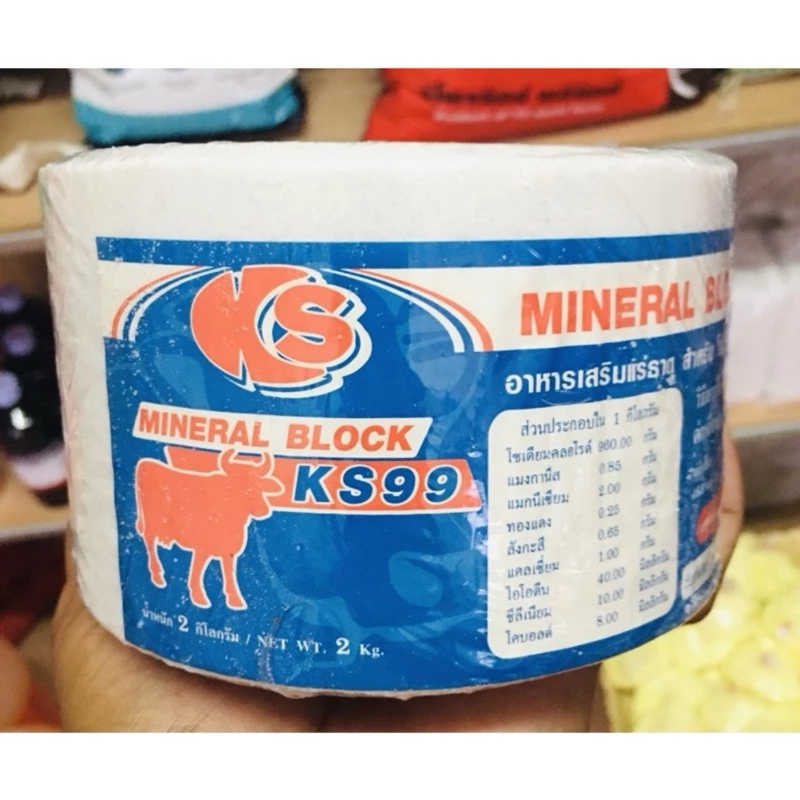 KS
MINERAL BLOCK
KS99
น้ำหนัก 2 กิโลกรัม / NET WT. 2 Kg.
MINERAL
อาหารเสริมแร่ธาตุ สำหรับ
ส่วนประกอบใน 1 กิโลกรัม
โซเดียมคลอไรด์ 960.00 กรัม
แมงกานีส 0.85 กรัม
แมกนีเซียม 2.00 กรัม
ทองแดง 0.25 กรัม
สังกะสี 0.65 กรัม
แคลเซี่ยม 1.00 กรัม
ไอโอดีน 40.00 มิลลิกรัม
ซีลีเนียม 10.00 มิลลิกรัม
โคบอลต์ 8.00 มิลลิกรัม